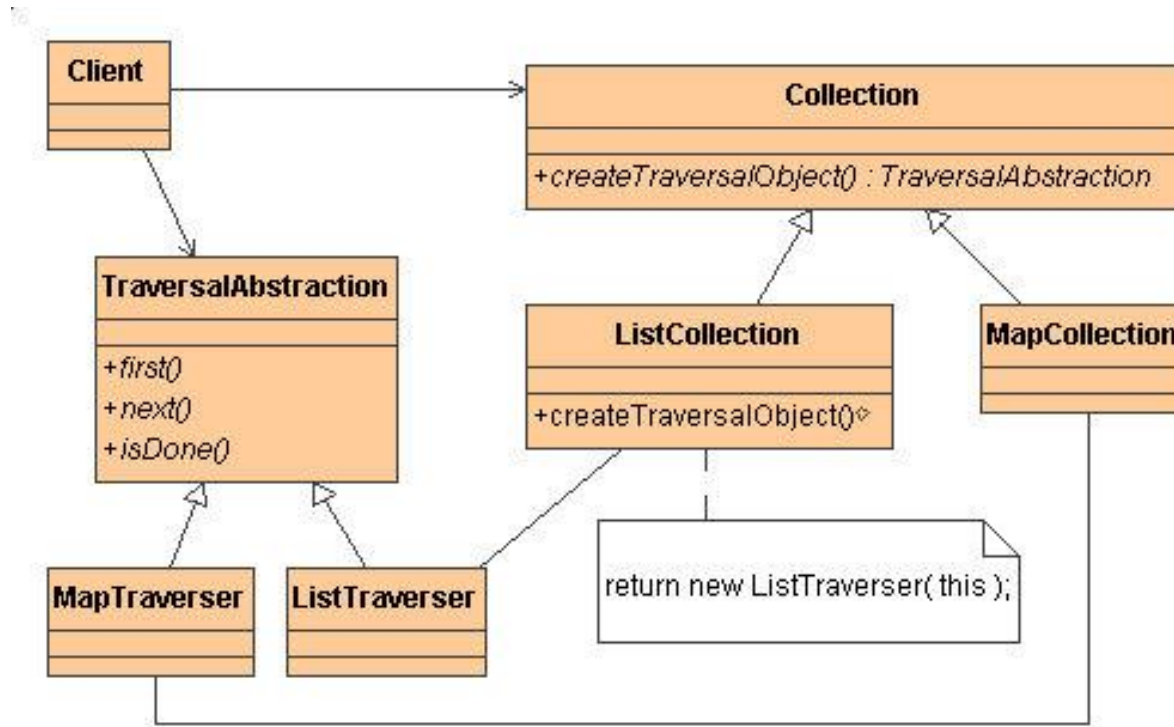 Client
Collection
+createTraversalObject() : TraversalAbstraction
TraversalAbstraction
+first()
+next()
+isDone()
ListCollection
+createTraversalObject()
MapCollection
MapTraverser
ListTraverser
return new ListTraverser( this );